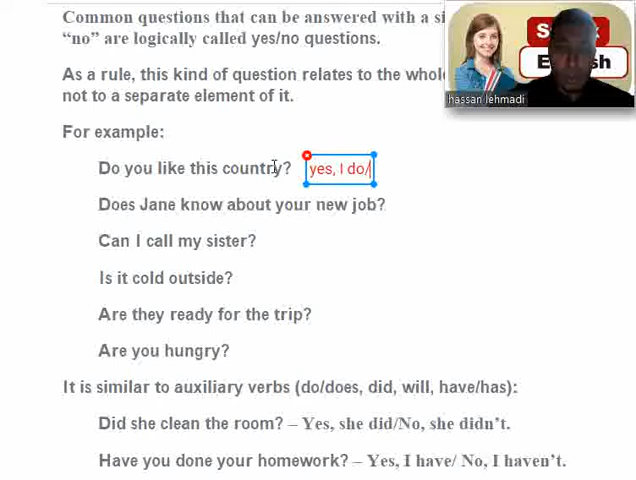 Common questions that can be answered with a si
“no” are logically called yes/no questions.
As a rule, this kind of question relates to the whole
not to a separate element of it.
For example:
Do you like this country? yes, I do/
Does Jane know about your new job?
Can I call my sister?
Is it cold outside?
Are they ready for the trip?
Are you hungry?
It is similar to auxiliary verbs (do/does, did, will, have/has):
Did she clean the room? – Yes, she did/No, she didn’t.
Have you done your homework? – Yes, I have/ No, I haven’t.
hassan lehmadi